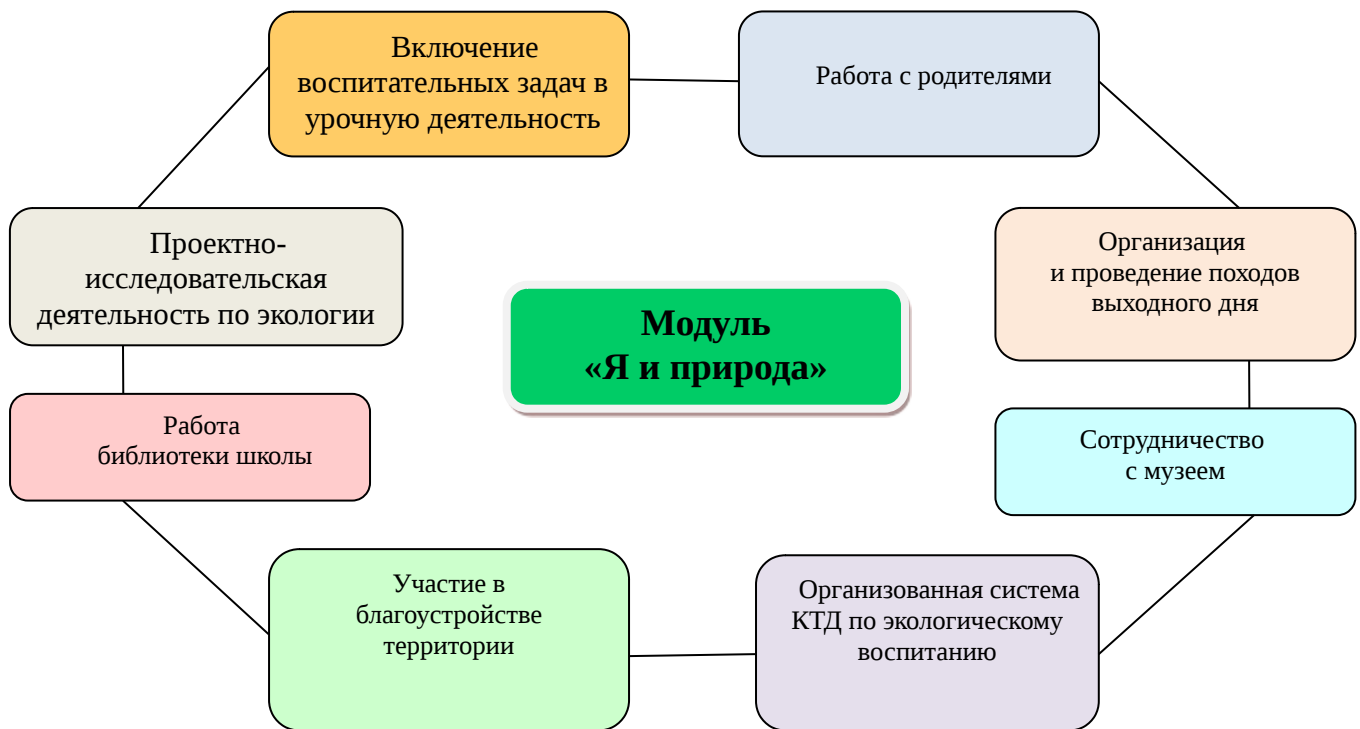 Включение
воспитательных задач в
урочную деятельность
Работа с родителями
Проектно-
исследовательская
деятельность по экологии
Организация
и проведение походов
выходного дня
Модуль
«Я и природа»
Работа
библиотеки школы
Сотрудничество
с музеем
Участие в
благоустройстве
территории
Организованная система
КТД по экологическому
воспитанию